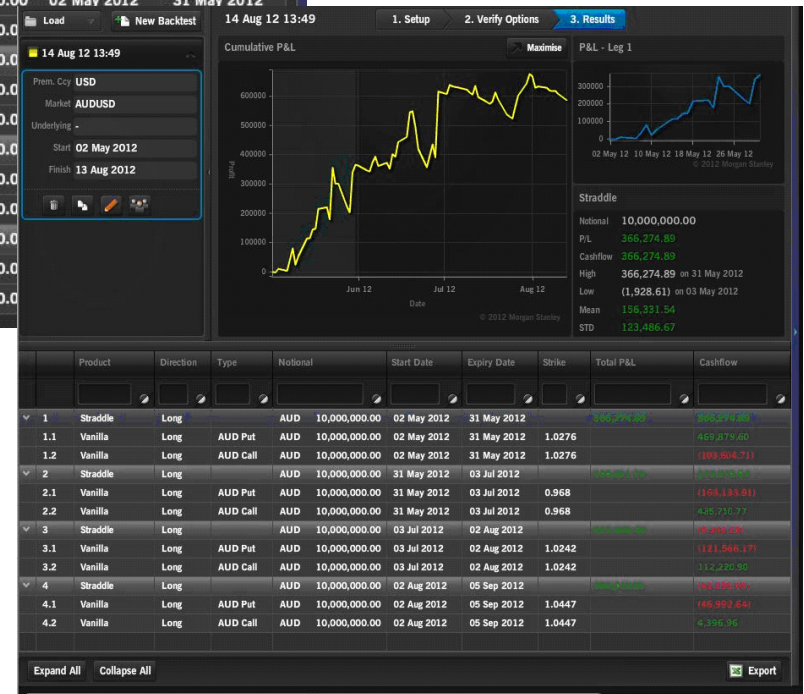 02 May 2012 31 May 2012
Load
New Backtest
14 Aug 12 13:49
1. Setup
2. Verify Options
3. Results
14 Aug 12 13:49
Prem. Ccy USD
Market AUDUSD
Underlying -
Start 02 May 2012
Finish 13 Aug 2012
Cumulative P&L
Maximise
600000
500000
400000
300000
200000
100000
0
Profit
Jun 12 Jul 12 Aug 12
Date
© 2012 Morgan Stanley
P&L - Leg 1
300000
200000
100000
0
02 May 12 10 May 12 18 May 12 26 May 12
© 2012 Morgan Stanley
Straddle
Notional 10,000,000.00
P/L 366,274.89
Cashflow 366,274.89
High 366,274.89 on 31 May 2012
Low (1,928.61) on 03 May 2012
Mean 156,331.54
STD 123,486.67
Product Direction Type Notional Start Date Expiry Date Strike Total P&L Cashflow
1 Straddle Long AUD 10,000,000.00 02 May 2012 31 May 2012
1.1 Vanilla Long AUD Put AUD 10,000,000.00 02 May 2012 31 May 2012 1.0276 469,879.60
1.2 Vanilla Long AUD Call AUD 10,000,000.00 02 May 2012 31 May 2012 1.0276 (103,604.71)
2 Straddle Long AUD 10,000,000.00 31 May 2012 03 Jul 2012
2.1 Vanilla Long AUD Put AUD 10,000,000.00 31 May 2012 03 Jul 2012 0.968
2.2 Vanilla Long AUD Call AUD 10,000,000.00 31 May 2012 03 Jul 2012 0.968
3 Straddle Long AUD 10,000,000.00 03 Jul 2012 02 Aug 2012
3.1 Vanilla Long AUD Put AUD 10,000,000.00 03 Jul 2012 02 Aug 2012 1.0242 (121,566.17)
3.2 Vanilla Long AUD Call AUD 10,000,000.00 03 Jul 2012 02 Aug 2012 1.0242 112,220.90
4 Straddle Long AUD 10,000,000.00 02 Aug 2012 05 Sep 2012
4.1 Vanilla Long AUD Put AUD 10,000,000.00 02 Aug 2012 05 Sep 2012 1.0447 (46,992.64)
4.2 Vanilla Long AUD Call AUD 10,000,000.00 02 Aug 2012 05 Sep 2012 1.0447 4,396.96
Expand All
Collapse All
Export